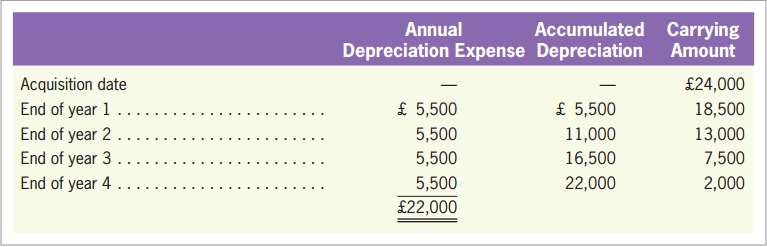 Annual Accumulated Carrying
Depreciation Expense Depreciation Amount
Acquisition date — — £24,000
End of year 1 . . . . . . . . . . . . . . . . . . . . . . . £ 5,500 £ 5,500 18,500
End of year 2 . . . . . . . . . . . . . . . . . . . . . . . 5,500 11,000 13,000
End of year 3 . . . . . . . . . . . . . . . . . . . . . . . 5,500 16,500 7,500
End of year 4 . . . . . . . . . . . . . . . . . . . . . . . 5,500 22,000 2,000
£22,000